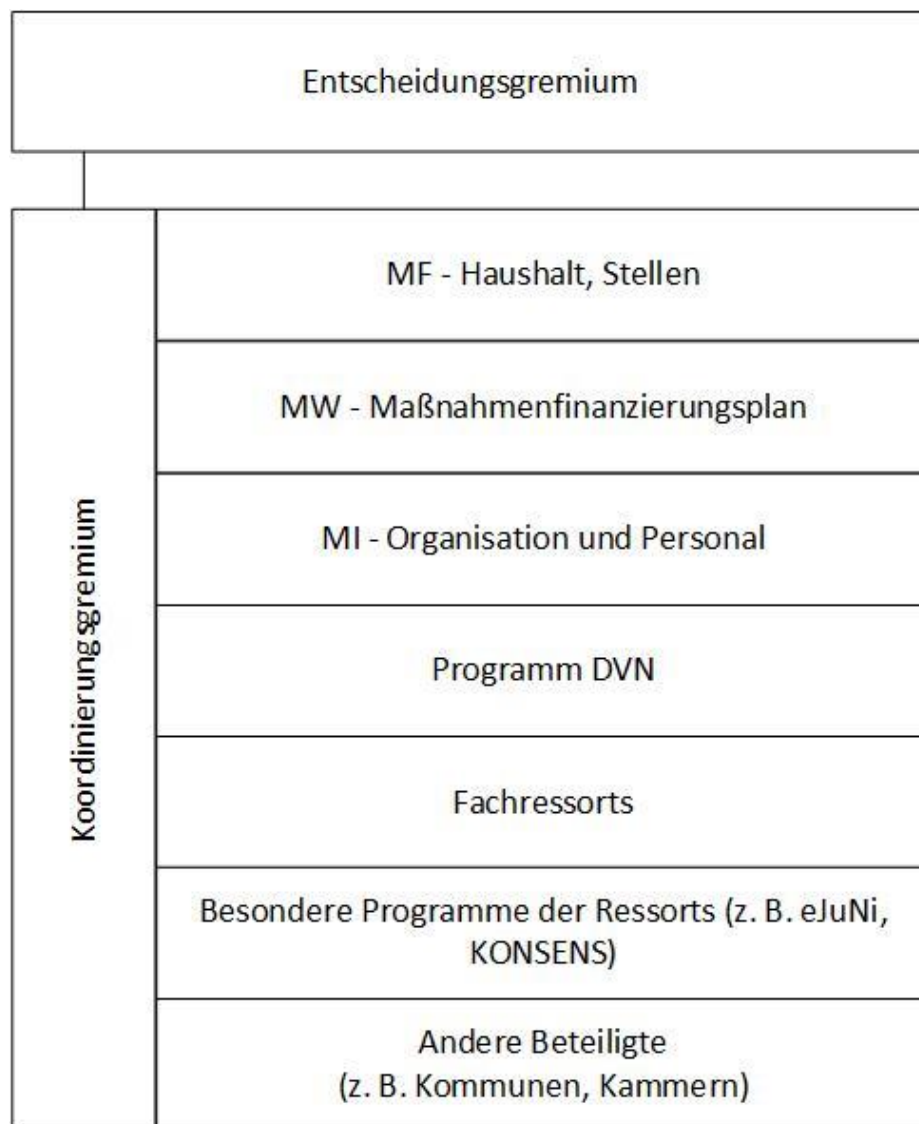 Entscheidungsgremium
Koordinierungsgremium
MF - Haushalt, Stellen
MW - Maßnahmenfinanzierungsplan
MI - Organisation und Personal
Programm DVN
Fachressorts
Besondere Programme der Ressorts (z. B. eJuNi,
KONSENS)
Andere Beteiligte
(z. B. Kommunen, Kammern)